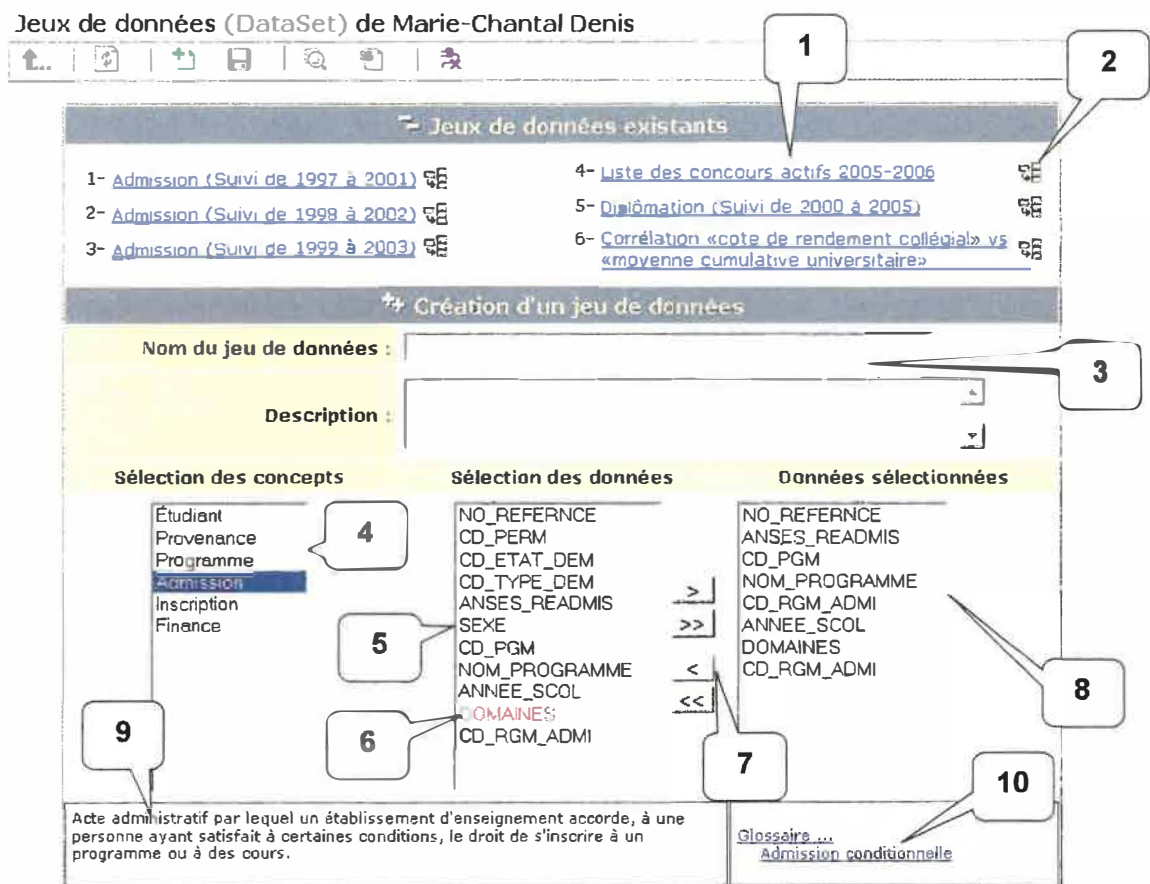 Jeux de données (DataSet) de Marie-Chantal Denis
1
2
Jeux de données existants
1- Admission (Suivi de 1997 à 2001)
2- Admission (Suivi de 1998 à 2002)
3- Admission (Suivi de 1999 à 2003)
4- Liste des concours actifs 2005-2006
5- Diplômation (Suivi de 2000 à 2005)
6- Corrélation «cote de rendement collégial» vs
«moyenne cumulative universitaire»
Création d'un jeu de données
Nom du jeu de données :
3
Description :
Sélection des concepts
Étudiant
Provenance
Programme
Admission
Inscription
Finance
4
Sélection des données
NO_REFERNCE
CD_PERM
CD_ETAT_DEM
CD_TYPE_DEM
ANSES_READMIS
SEXE
CD_PGM
NOM_PROGRAMME
ANNEE_SCOL
DOMAINES
CD_RGM_ADMI
5
6
>
>>
<
<<
7
Données sélectionnées
NO_REFERNCE
ANSES_READMIS
CD_PGM
NOM_PROGRAMME
CD_RGM_ADMI
ANNEE_SCOL
DOMAINES
CD_RGM_ADMI
8
9
10
Acte administratif par lequel un établissement d'enseignement accorde, à une
personne ayant satisfait à certaines conditions, le droit de s'inscrire à un
programme ou à des cours.
Glossaire ...
Admission conditionnelle